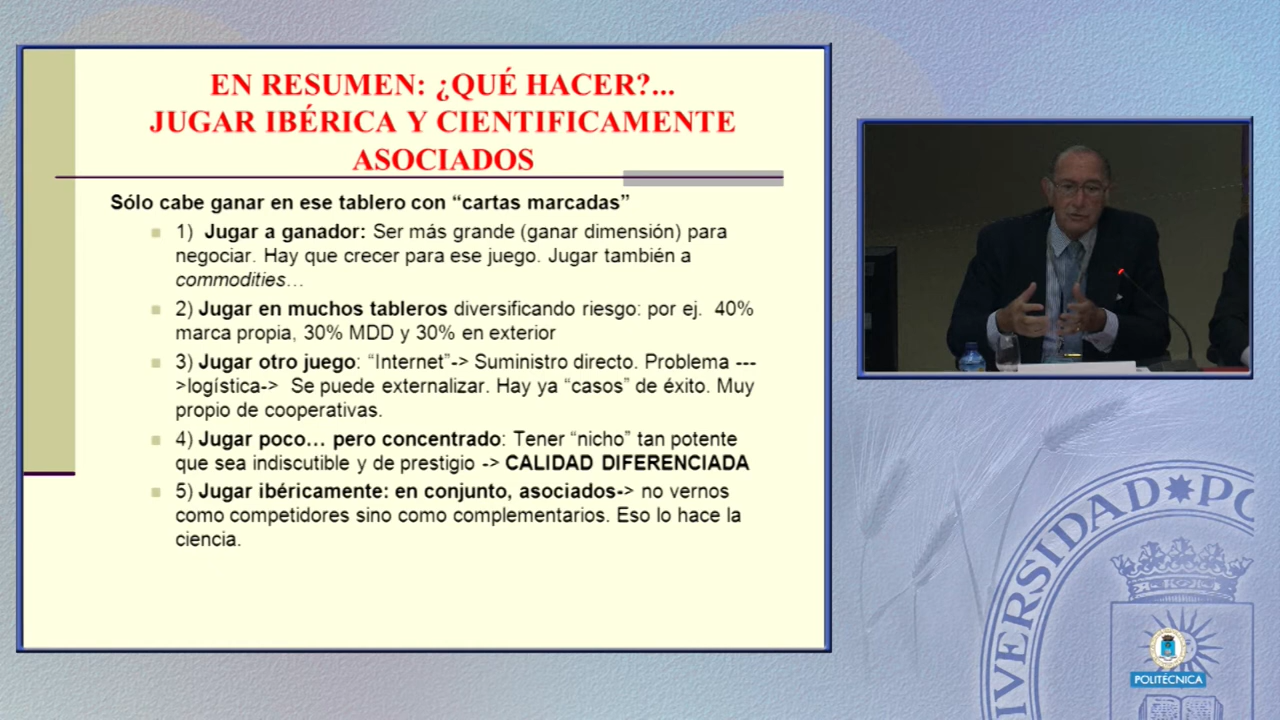 EN RESUMEN: ¿QUÉ HACER?...
JUGAR IBÉRICA Y CIENTIFICAMENTE
ASOCIADOS
Sólo cabe ganar en ese tablero con “cartas marcadas”
1) Jugar a ganador: Ser más grande (ganar dimensión) para
negociar. Hay que crecer para ese juego. Jugar también a
commodities…
2) Jugar en muchos tableros diversificando riesgo: por ej. 40%
marca propia, 30% MDD y 30% en exterior
3) Jugar otro juego: “Internet”-> Suministro directo. Problema ---
>logística-> Se puede externalizar. Hay ya “casos” de éxito. Muy
propio de cooperativas.
4) Jugar poco… pero concentrado: Tener “nicho” tan potente
que sea indiscutible y de prestigio -> CALIDAD DIFERENCIADA
5) Jugar ibéricamente: en conjunto, asociados-> no vernos
como competidores sino como complementarios. Eso lo hace la
ciencia.
IVERSIDAD PO
POLITÉCNICA